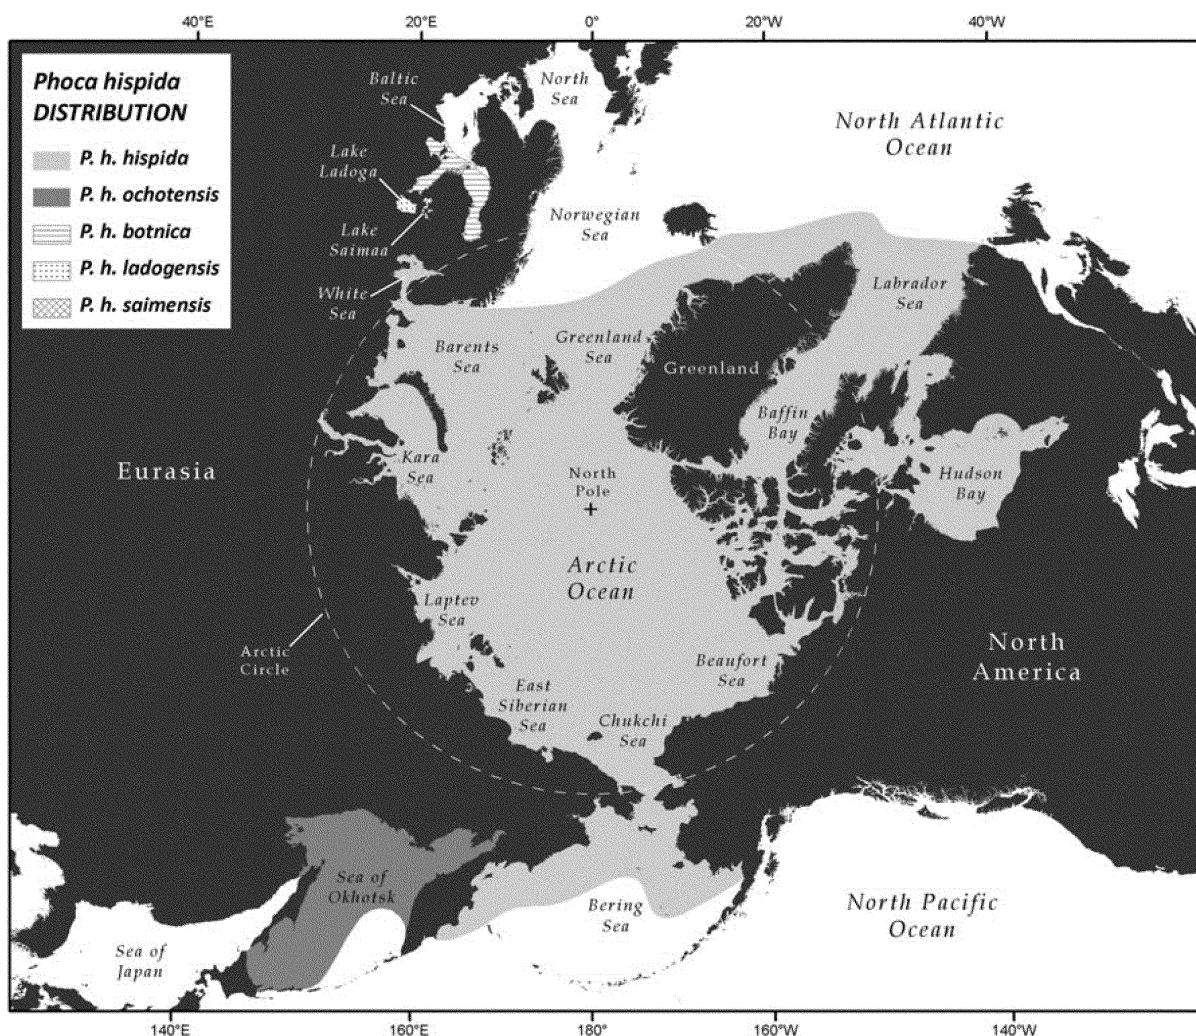 40°E 20°E 0° 20°W 40°W
Phoca hispida
DISTRIBUTION
P. h. hispida
P. h. ochotensis
P. h. botnica
P. h. ladogensis
P. h. saimensis
Baltic
Sea
North
Sea
North Atlantic
Ocean
Lake
Ladoga
Lake
Saimaa
Norwegian
Sea
White
Sea
Labrador
Sea
Barents
Sea
Greenland
Sea
Greenland
Baffin
Bay
Kara
Sea
Eurasia
North
Pole
Hudson
Bay
Arctic
Ocean
Laptev
Sea
Arctic
Circle
North
America
Beaufort
Sea
East
Siberian
Sea
Chukchi
Sea
Sea of
Okhotsk
Bering
Sea
North Pacific
Ocean
Sea of
Japan
140°E 160°E 180° 160°W 140°W